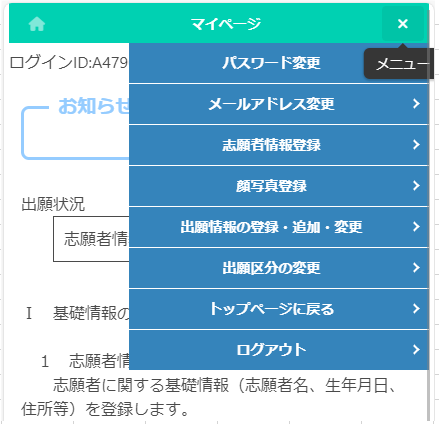 マイページ
×
ログインID:A479
メニュー
パスワード変更
お知らせ
メールアドレス変更
志願者情報登録
顔写真登録
出願状況
出願情報の登録・追加・変更
志願者情
出願区分の変更
トップページに戻る
Ⅰ 基礎情報の
ログアウト
1 志願者情
志願者に関する基礎情報（志願者名、生年月日、
住所等）を登録します。